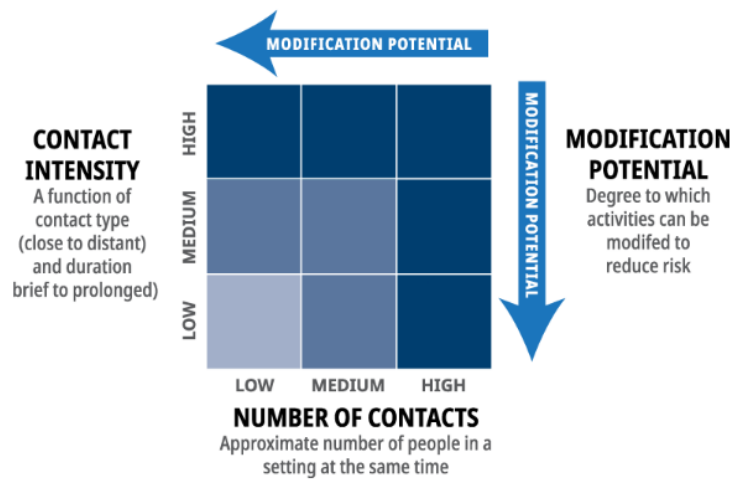 MODIFICATION POTENTIAL
CONTACT
INTENSITY
A function of
contact type
(close to distant)
and duration
brief to prolonged)
HIGH
MEDIUM
LOW
MODIFICATION POTENTIAL
MODIFICATION
POTENTIAL
Degree to which
activities can be
modifed to
reduce risk
LOW MEDIUM HIGH
NUMBER OF CONTACTS
Approximate number of people in a
setting at the same time